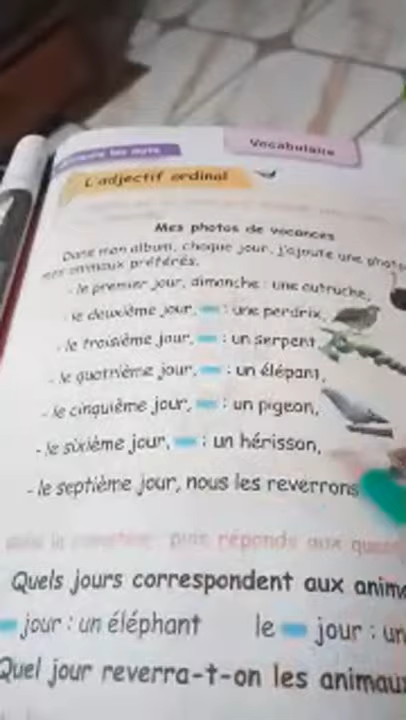 les mots
Vocabulaire
L'adjectif ordinal
Mes photos de vacances
Dans mon album, chaque jour, j'ajoute une photo
mes animaux préférés.
- le premier jour, dimanche : une autruche,
- le deuxième jour, : une perdrix,
- le troisième jour, : un serpent,
- le quatrième jour, : un élépant,
- le cinquième jour, : un pigeon,
- le sixième jour, : un hérisson,
- le septième jour, nous les reverrons
puis réponds aux
Quels jours correspondent aux
jour : un éléphant le jour : un
Quel jour reverra-t-on les animaux